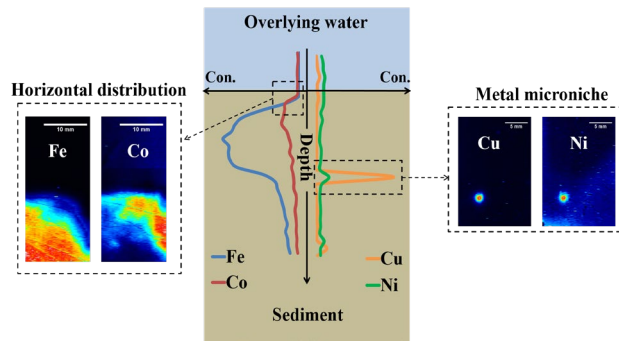 Overlying water
Con.
Con.
Horizontal distribution
10 mm
10 mm
Fe
Co
Depth
Metal microniche
5 mm
5 mm
Cu
Ni
Fe
Co
Cu
Ni
Sediment